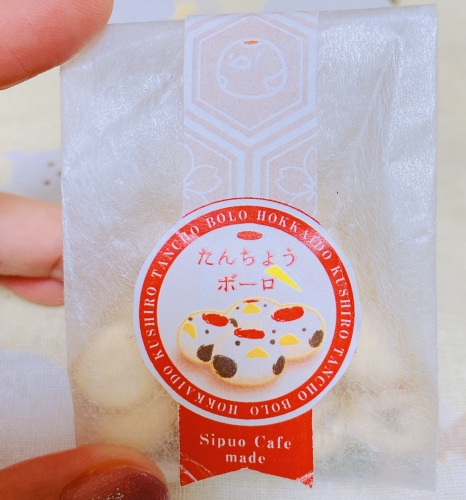 TANCHO BOLO HOKKAIDO KUSHIRO TANCHO BOLO HOKKAIDO KUSHIRO
たんちょう
ボーロ
Sipuo Cafe
made